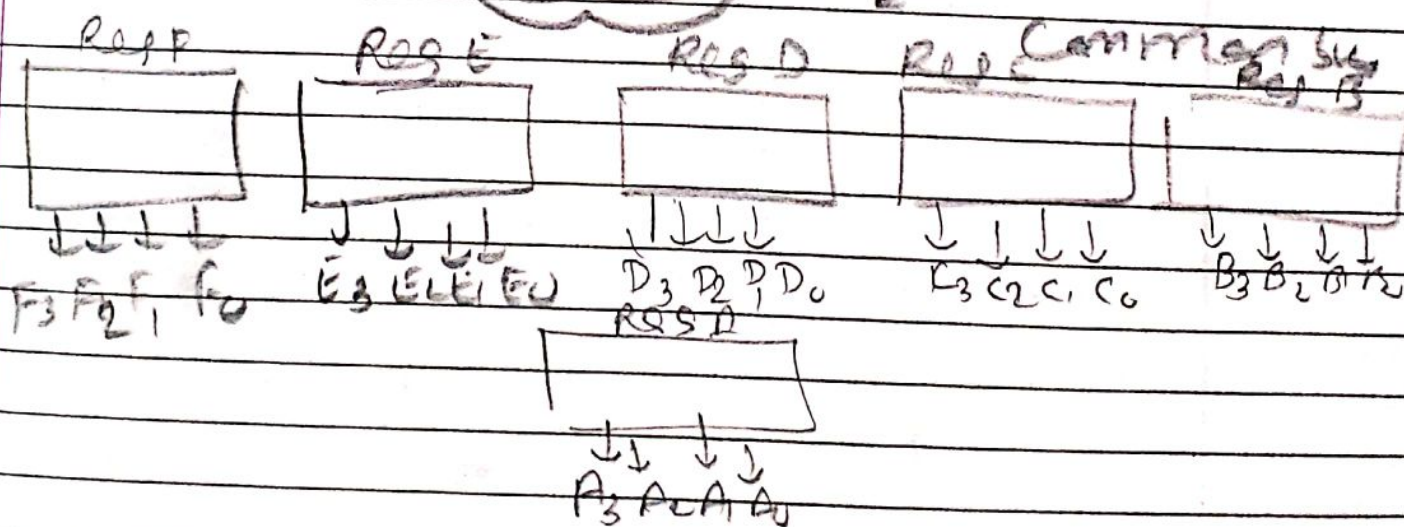 Common Bus
Reg F Reg E Reg D Reg C Reg B
F3 F2 F1 F0 E3 E2 E1 E0 D3 D2 D1 D0 C3 C2 C1 C0 B3 B2 B1 B0
Reg A
A3 A2 A1 A0